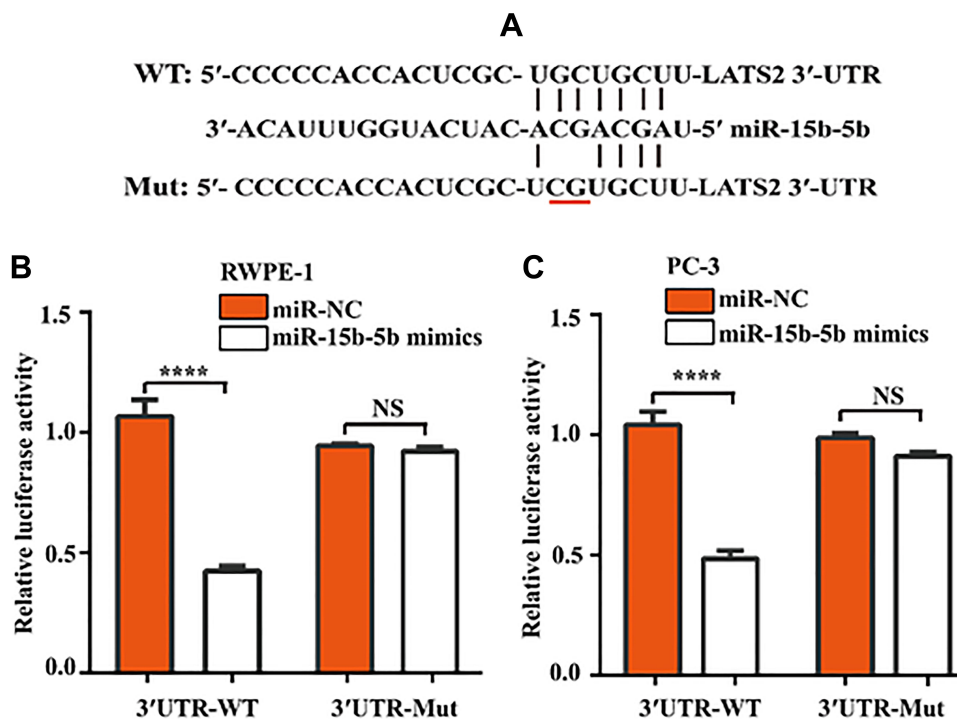 A
WT: 5′-CCCCCACCACUCGC- UGCUGCUU-LATS2 3′-UTR
3′-ACAUUUGGUACUAC-ACGACGAU-5′ miR-15b-5b
Mut: 5′- CCCCCACCACUCGC-UCGUGCUU-LATS2 3′-UTR
B
RWPE-1
miR-NC
miR-15b-5b mimics
Relative luciferase activity
1.5
1.0
0.5
0.0
****
NS
3′UTR-WT
3′UTR-Mut
C
PC-3
miR-NC
miR-15b-5b mimics
Relative luciferase activity
1.5
1.0
0.5
0.0
****
NS
3′UTR-WT
3′UTR-Mut